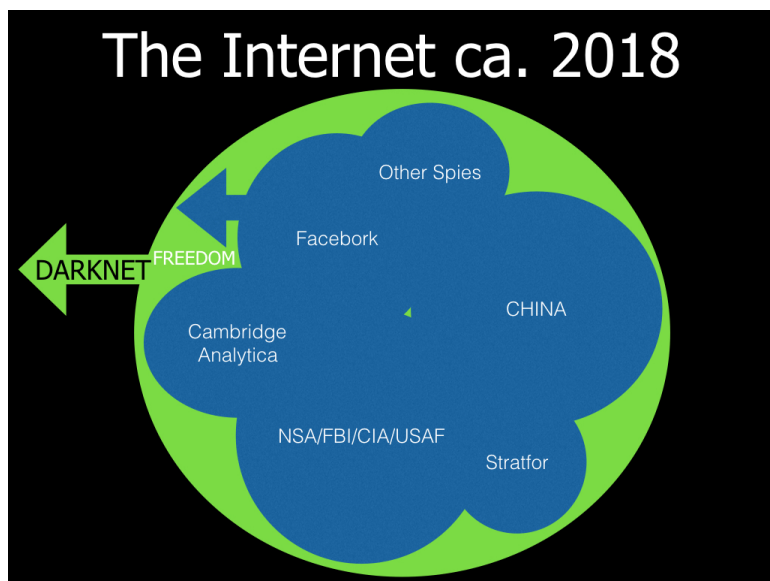 The Internet ca. 2018
Other Spies
Facebork
FREEDOM
DARKNET
CHINA
Cambridge
Analytica
NSA/FBI/CIA/USAF
Stratfor